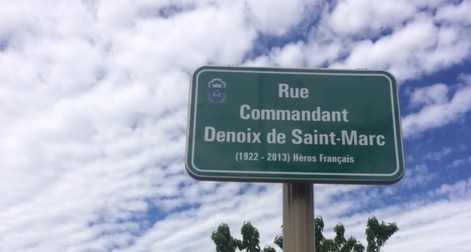 Rue
Commandant
Denoix de Saint-Marc
(1922 - 2013) Héros Français